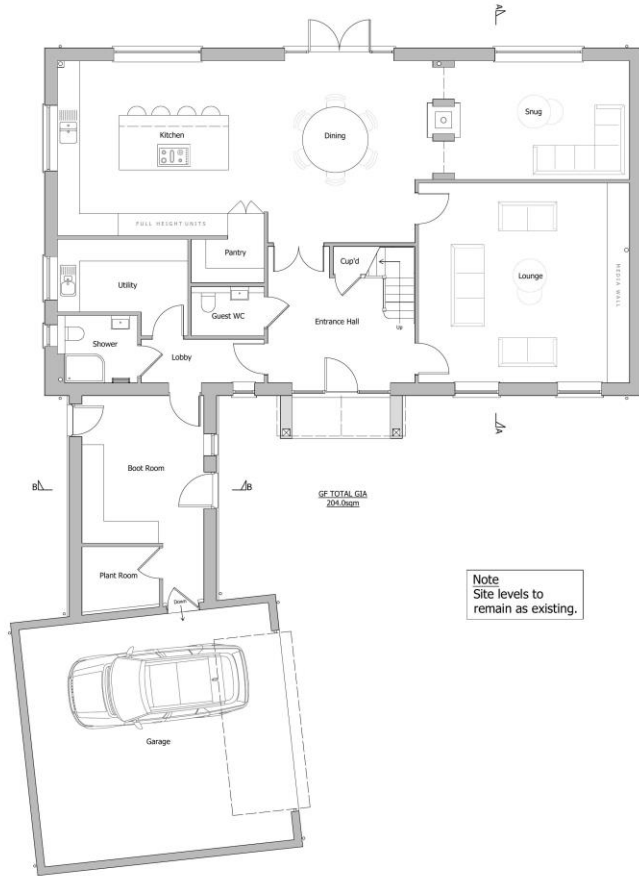 A
Kitchen
Dining
Snug
FULL HEIGHT UNITS
Pantry
Cup'd
Utility
Lounge
MEDIA WALL
Guest WC
Entrance Hall
Up
Shower
Lobby
A
Boot Room
B
B
GF TOTAL GIA
204.0sqm
Plant Room
Down
Note
Site levels to
remain as existing.
Garage